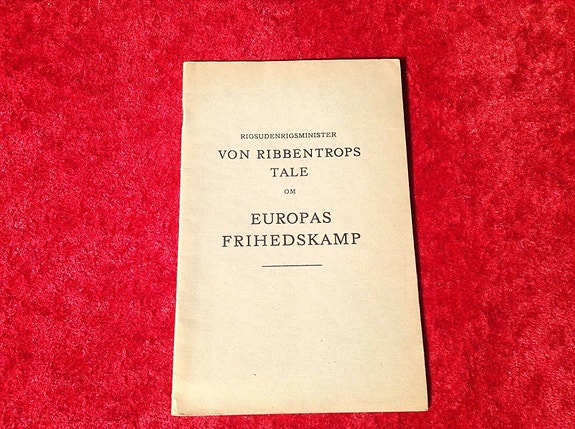 RIGSUDENRIGSMINISTER
VON RIBBENTROPS
TALE
OM
EUROPAS
FRIHEDSKAMP